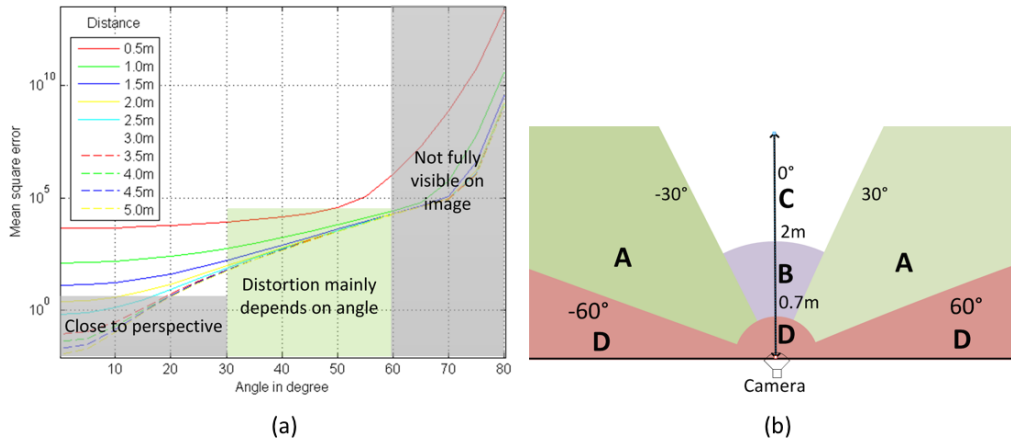 Distance
0.5m
1.0m
1.5m
2.0m
2.5m
3.0m
3.5m
4.0m
4.5m
5.0m
Mean square error
10^10
10^5
10^0
Not fully
visible on
image
Distortion mainly
depends on angle
Close to perspective
10 20 30 40 50 60 70 80
Angle in degree
(a)
0°
-30°
30°
C
2m
A
A
B
0.7m
-60°
60°
D
D
D
Camera
(b)